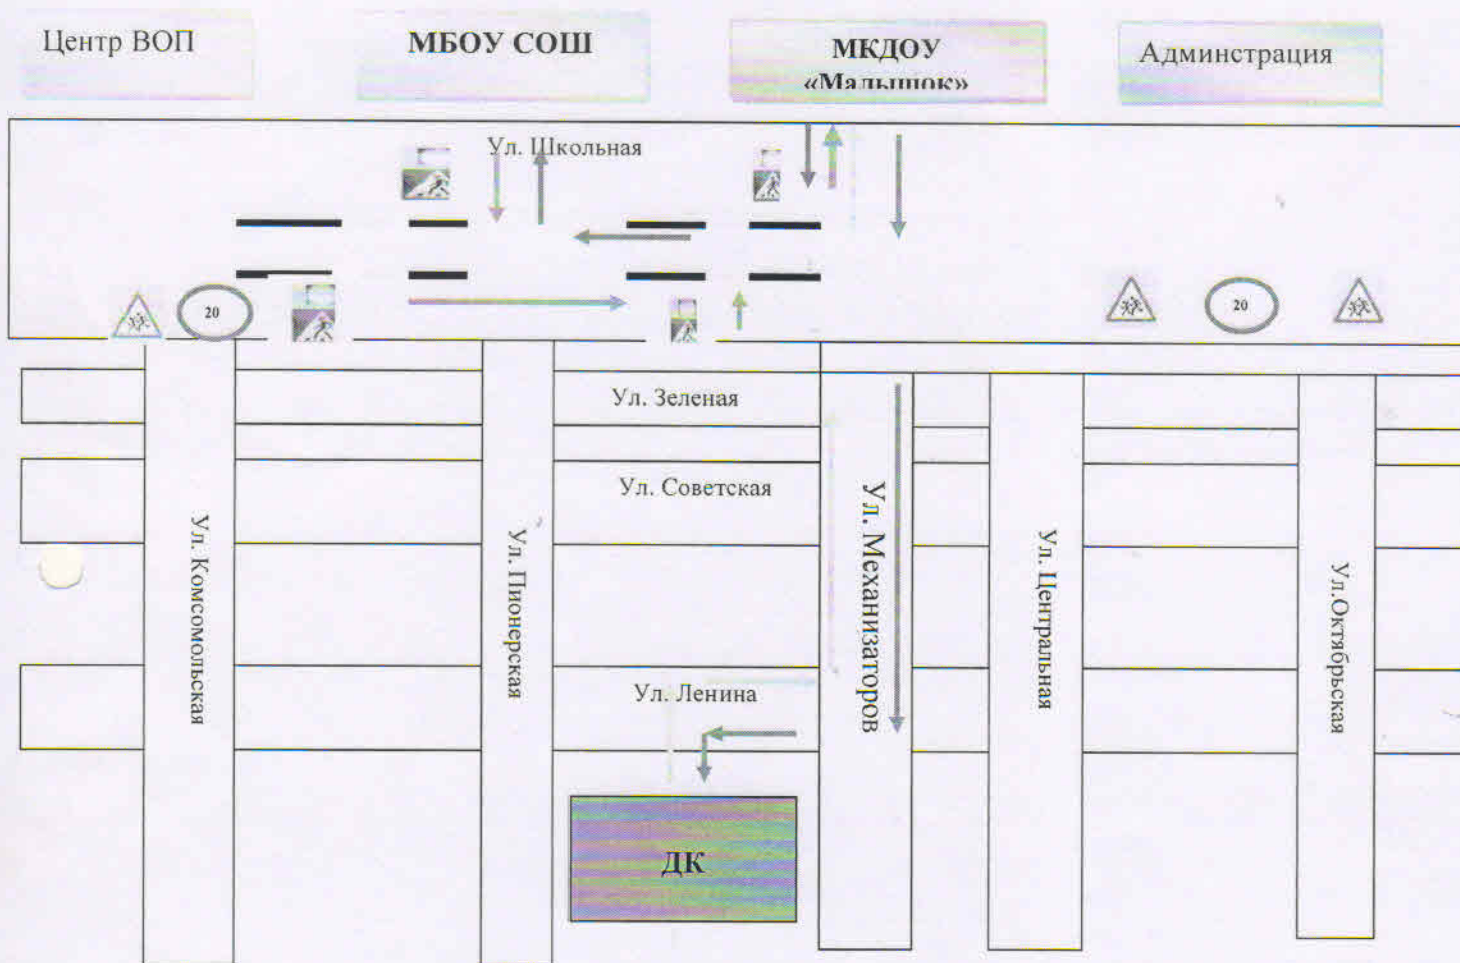 Центр ВОП
МБОУ СОШ
МКДОУ
«Малышок»
Админстрация
Ул. Школьная
20
20
Ул. Зеленая
Ул. Советская
Ул. Ленина
Ул. Комсомольская
Ул. Пионерская
Ул. Механизаторов
Ул. Центральная
Ул.Октябрьская
ДК